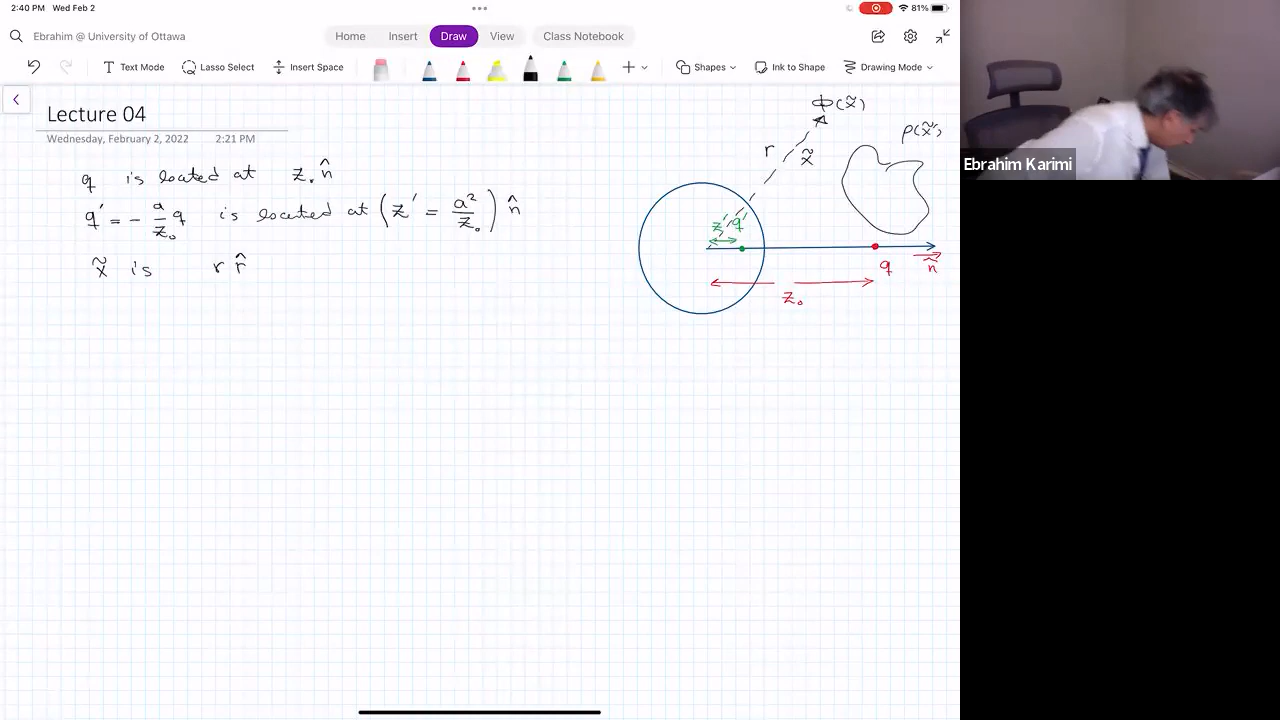 2:40 PM Wed Feb 2
81%
Ebrahim @ University of Ottawa
Home Insert Draw View Class Notebook
Text Mode Lasso Select Insert Space Shapes Ink to Shape Drawing Mode
Lecture 04
Wednesday, February 2, 2022 2:21 PM
q is located at z₀ n̂
q' = - a/z₀ q is located at (z' = a²/z₀) n̂
x̃ is r r̂
Φ(x̃)
ρ(x̃')
r
x̃
z' q'
q
ñ
z₀
Ebrahim Karimi